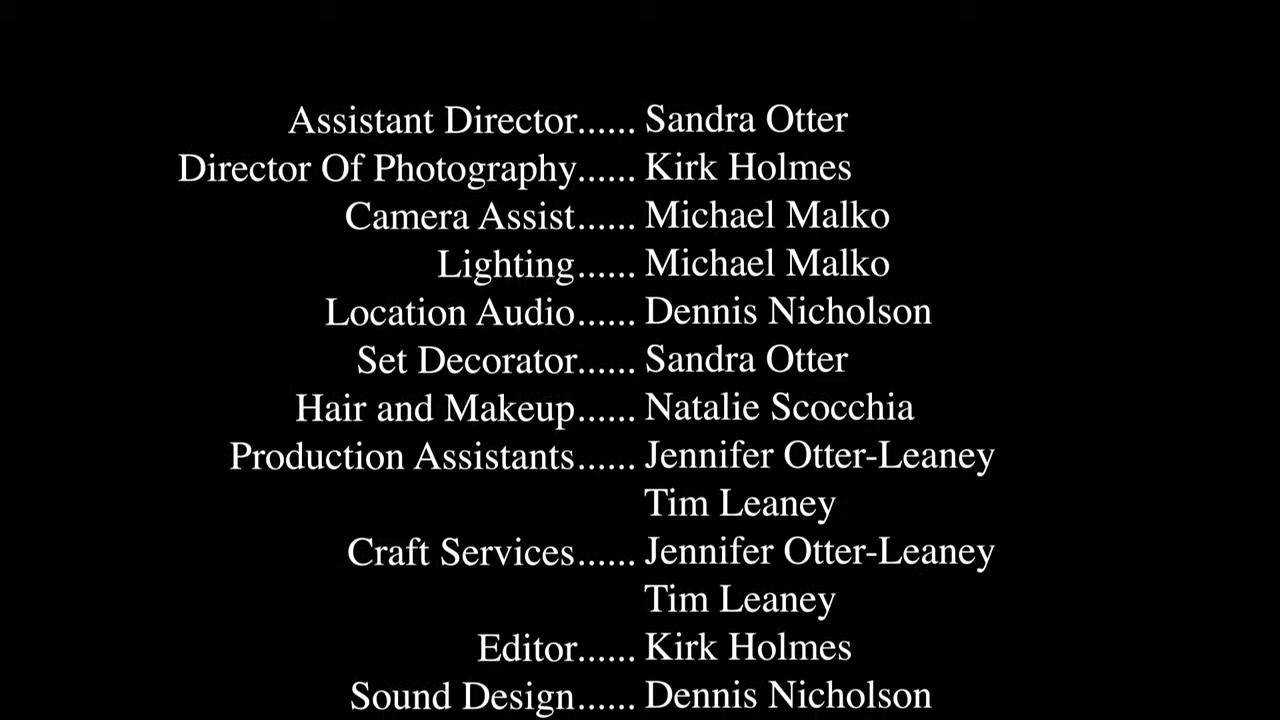 Assistant Director...... Sandra Otter
Director Of Photography...... Kirk Holmes
Camera Assist...... Michael Malko
Lighting...... Michael Malko
Location Audio...... Dennis Nicholson
Set Decorator...... Sandra Otter
Hair and Makeup...... Natalie Scocchia
Production Assistants...... Jennifer Otter-Leaney
Tim Leaney
Craft Services...... Jennifer Otter-Leaney
Tim Leaney
Editor...... Kirk Holmes
Sound Design...... Dennis Nicholson